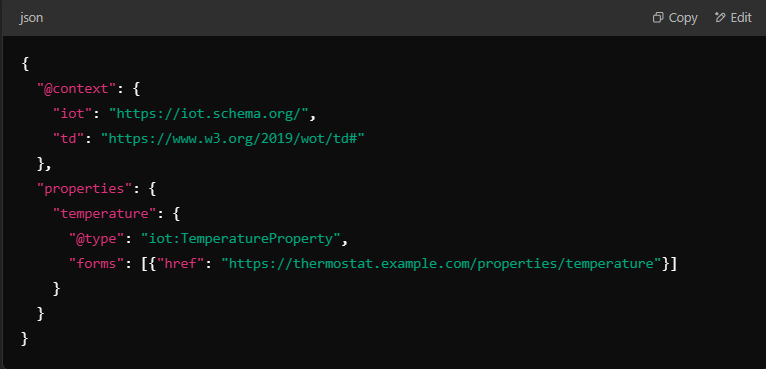 json
Copy
Edit
{
"@context": {
"iot": "https://iot.schema.org/",
"td": "https://www.w3.org/2019/wot/td#"
},
"properties": {
"temperature": {
"@type": "iot:TemperatureProperty",
"forms": [{"href": "https://thermostat.example.com/properties/temperature"}]
}
}
}